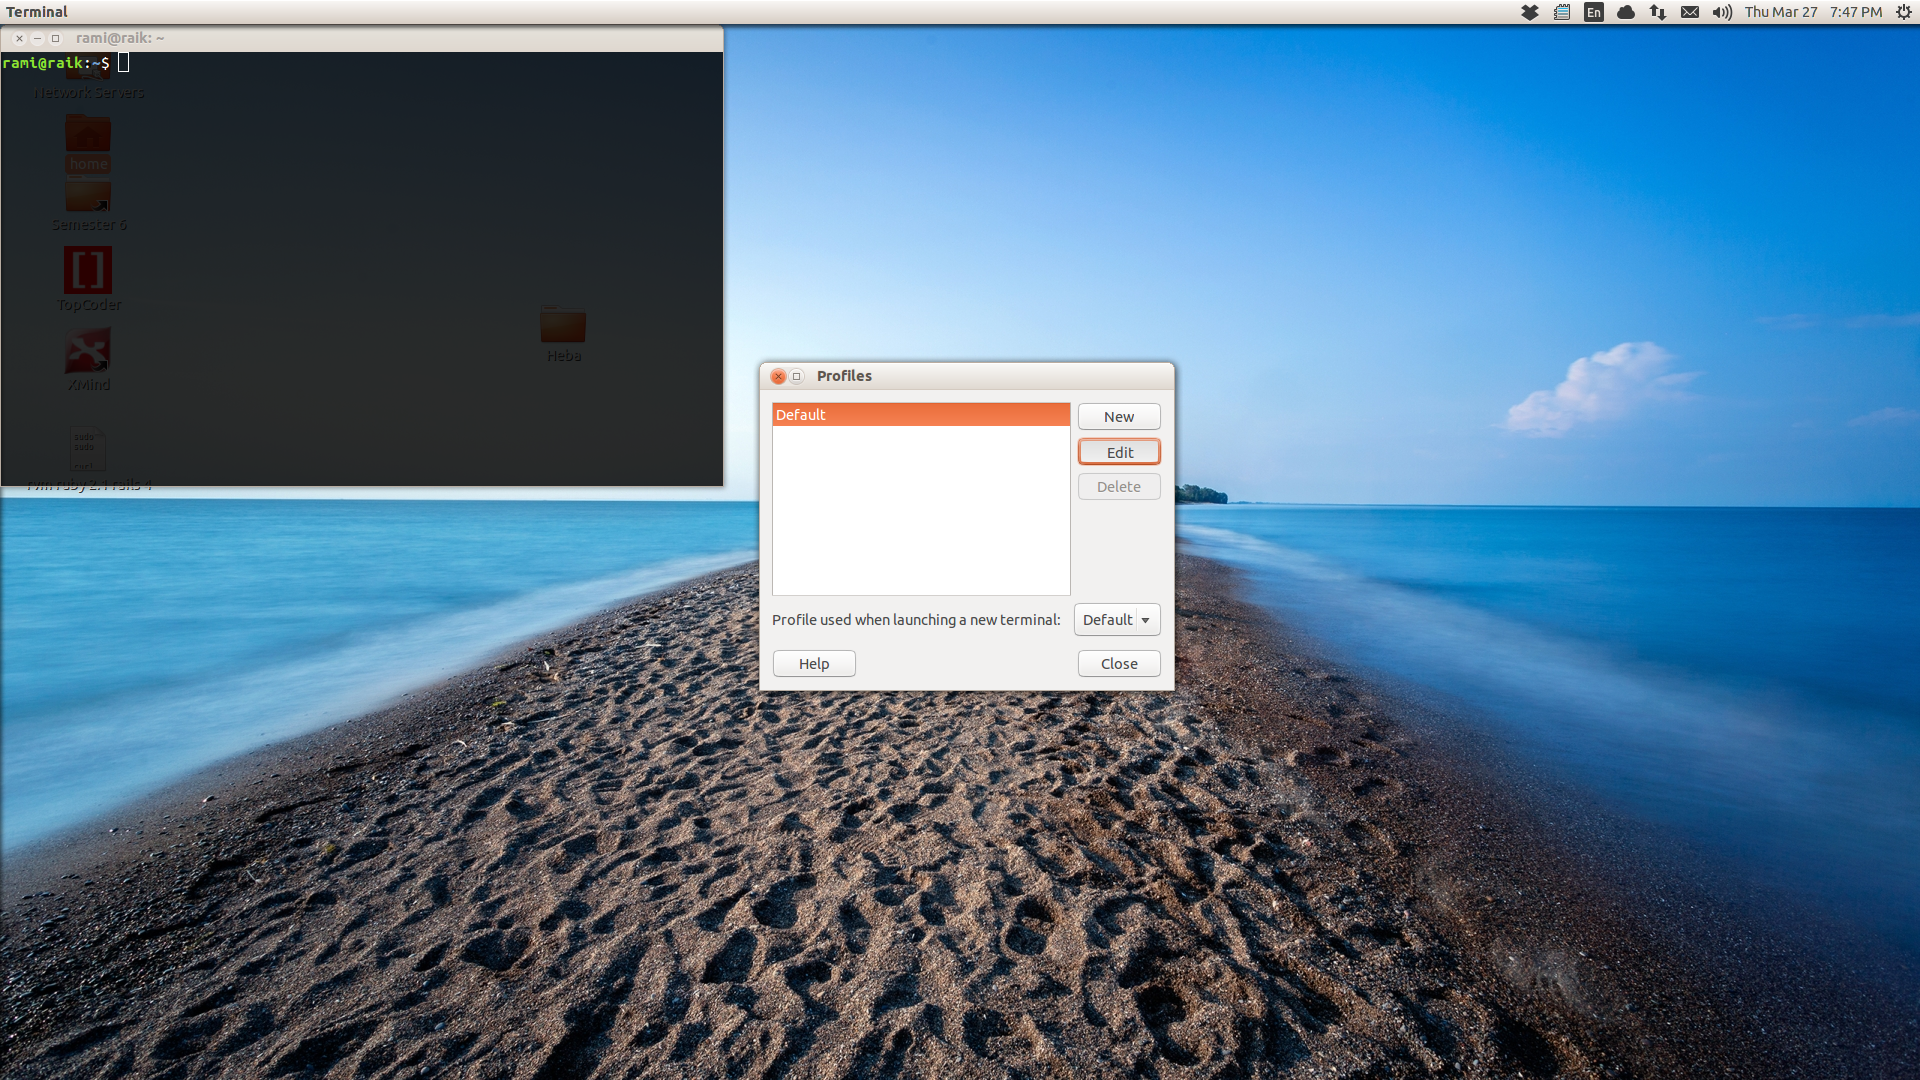 Terminal
En
Thu Mar 27 7:47 PM
rami@raik: ~
rami@raik:~$
Network Servers
home
Semester 6
TopCoder
XMind
Heba
sudo
sudo
rvm ruby 2.1 rails 4
Profiles
Default
New
Edit
Delete
Profile used when launching a new terminal:
Default
Help
Close